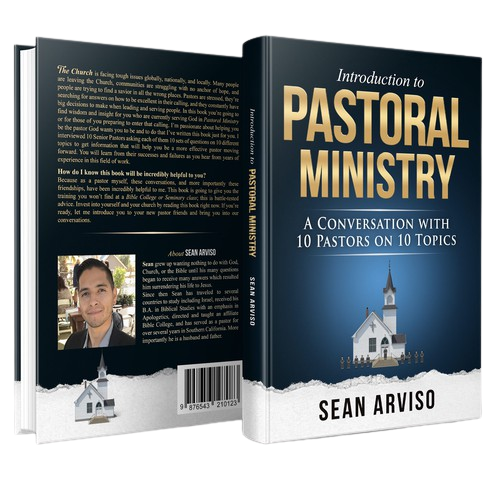 The Church is facing tough issues globally, nationally, and locally. Many people
are leaving the Church, communities are struggling with no anchor of hope, and
people are trying to find a savior in all the wrong places. Pastors are stressed, they're
searching for answers on how to be excellent in their calling, and they constantly have
big decisions to make when leading and serving people. In this book you're going to
find wisdom and insight for you who are currently serving God in Pastoral Ministry
or for those of you preparing to enter that calling. I'm passionate about helping you
be the pastor God wants you to be and to do that I've written this book just for you. I
interviewed 10 Senior Pastors asking each of them 10 sets of questions on 10 different
topics to get information that will help you be a more effective pastor moving
forward. You will learn from their successes and failures as you hear from years of
experience in this field of work.
How do I know this book will be incredibly helpful to you?
Because as a pastor myself, these conversations, and more importantly these
friendships, have been incredibly helpful to me. This book is going to give you the
training you won't find at a Bible College or Seminary class; this is battle-tested
advice. Invest into yourself and your church by reading this book right now. If you're
ready, let me introduce you to your new pastor friends and bring you into our
conversations.
About SEAN ARVISO
Sean grew up wanting nothing to do with God,
Church, or the Bible until his many questions
began to receive many answers which resulted in
him surrendering his life to Jesus.
Since then Sean has traveled to several
countries to study including Israel, received his
B.A. in Biblical Studies with an emphasis in
Apologetics, directed and taught an affiliate
Bible College, and has served as a pastor for
over several years in Southern California. More
importantly he is a husband and father.
9 876543 210123
Introduction to PASTORAL MINISTRY SEAN ARVISO
Introduction to
PASTORAL
MINISTRY
A CONVERSATION WITH
10 PASTORS ON 10 TOPICS
SEAN ARVISO